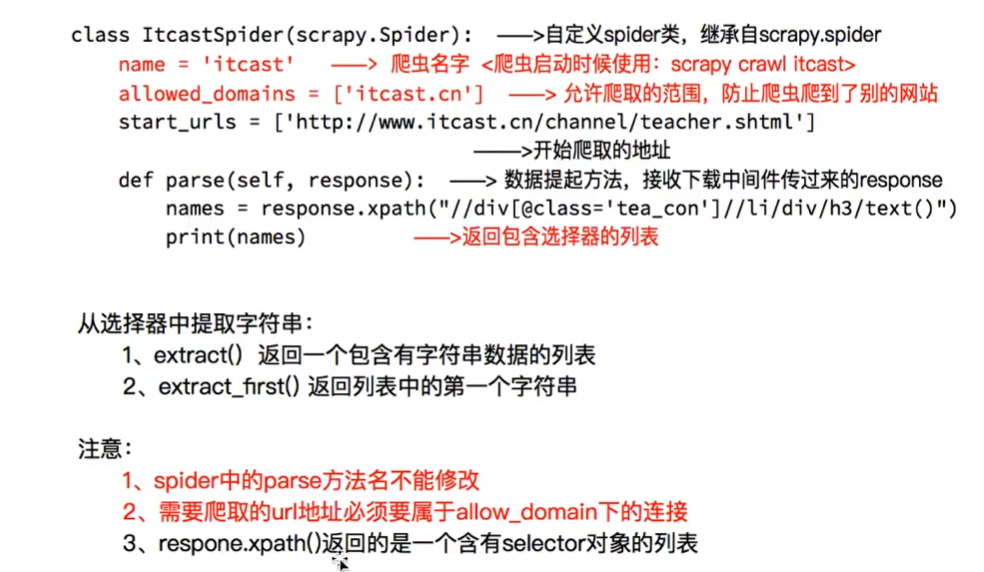 class ItcastSpider(scrapy.Spider): ——>自定义spider类，继承自scrapy.spider
name = 'itcast' ——> 爬虫名字 <爬虫启动时候使用：scrapy crawl itcast>
allowed_domains = ['itcast.cn'] ——> 允许爬取的范围，防止爬虫爬到了别的网站
start_urls = ['http://www.itcast.cn/channel/teacher.shtml']
——>开始爬取的地址
def parse(self, response): ——> 数据提起方法，接收下载中间件传过来的response
names = response.xpath("//div[@class='tea_con']//li/div/h3/text()")
print(names) ——>返回包含选择器的列表
从选择器中提取字符串：
1、extract() 返回一个包含有字符串数据的列表
2、extract_first() 返回列表中的第一个字符串
注意：
1、spider中的parse方法名不能修改
2、需要爬取的url地址必须要属于allow_domain下的连接
3、respone.xpath()返回的是一个含有selector对象的列表